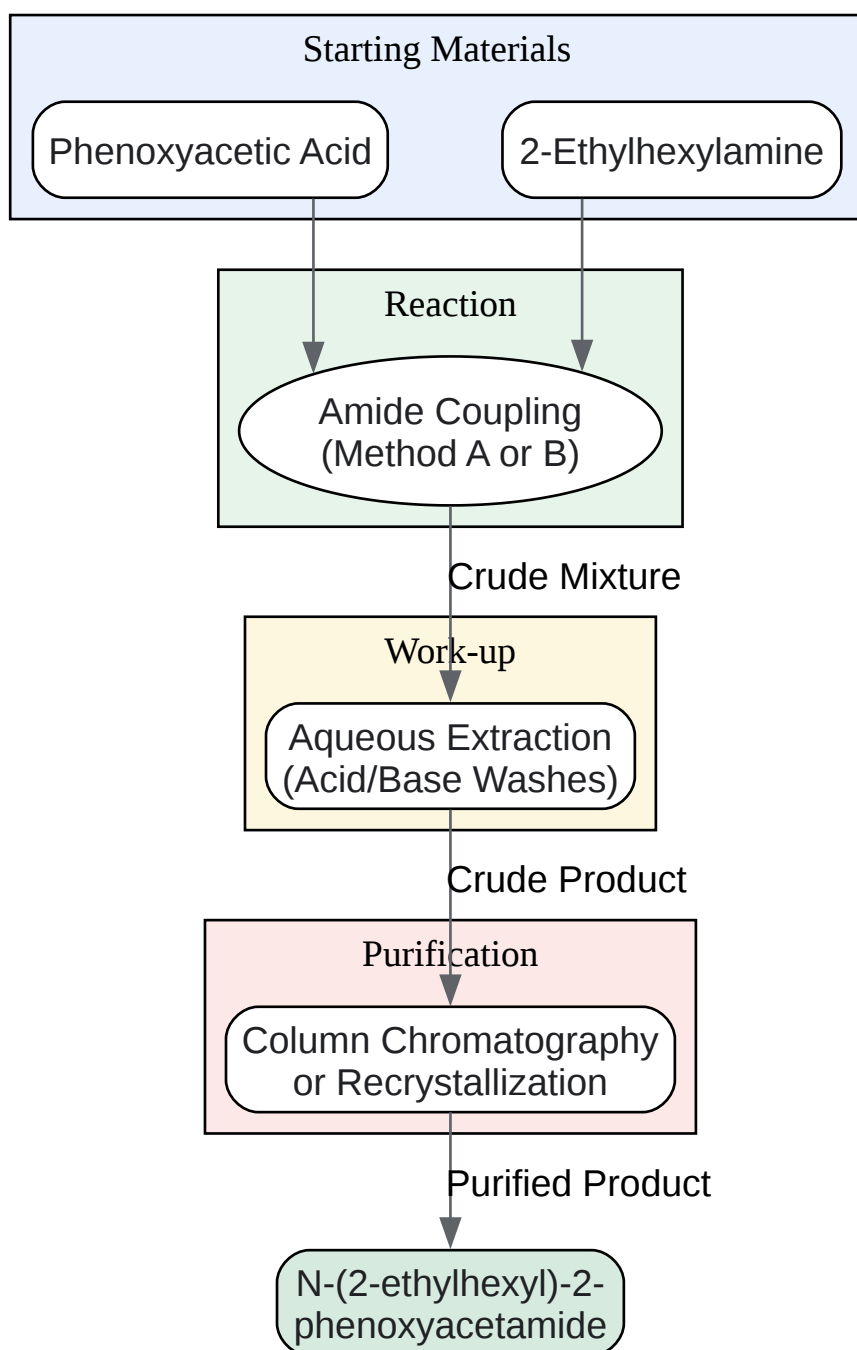 Starting Materials
Phenoxyacetic Acid
2-Ethylhexylamine
Reaction
Amide Coupling
(Method A or B)
Crude Mixture
Work-up
Aqueous Extraction
(Acid/Base Washes)
Crude Product
Purification
Column Chromatography
or Recrystallization
Purified Product
N-(2-ethylhexyl)-2-
phenoxyacetamide